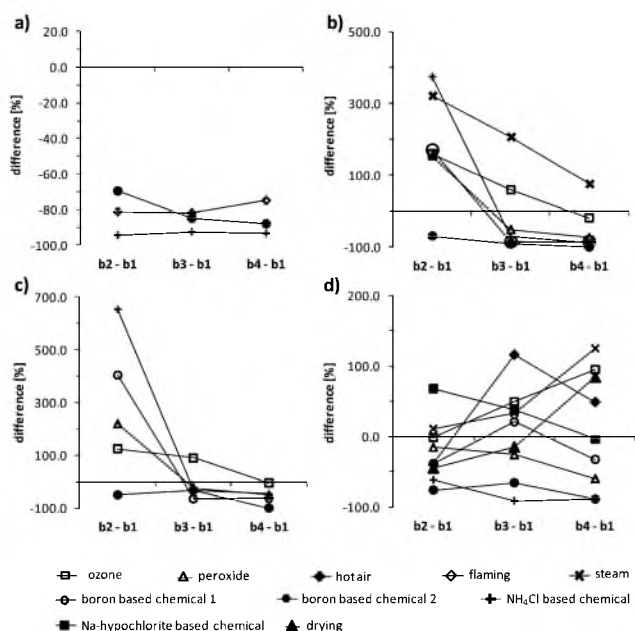 a)
20.0
0.0
-20.0
-40.0
-60.0
-80.0
-100.0
difference [%]
b2 - b1 b3 - b1 b4 - b1
b)
500.0
300.0
100.0
-100.0
difference [%]
b2 - b1 b3 - b1 b4 - b1
c)
700.0
500.0
300.0
100.0
-100.0
difference [%]
b2 - b1 b3 - b1 b4 - b1
d)
200.0
100.0
0.0
-100.0
difference [%]
b2 - b1 b3 - b1 b4 - b1
ozone peroxide hot air flaming steam
boron based chemical 1 boron based chemical 2 NH₄Cl based chemical
Na-hypochlorite based chemical drying